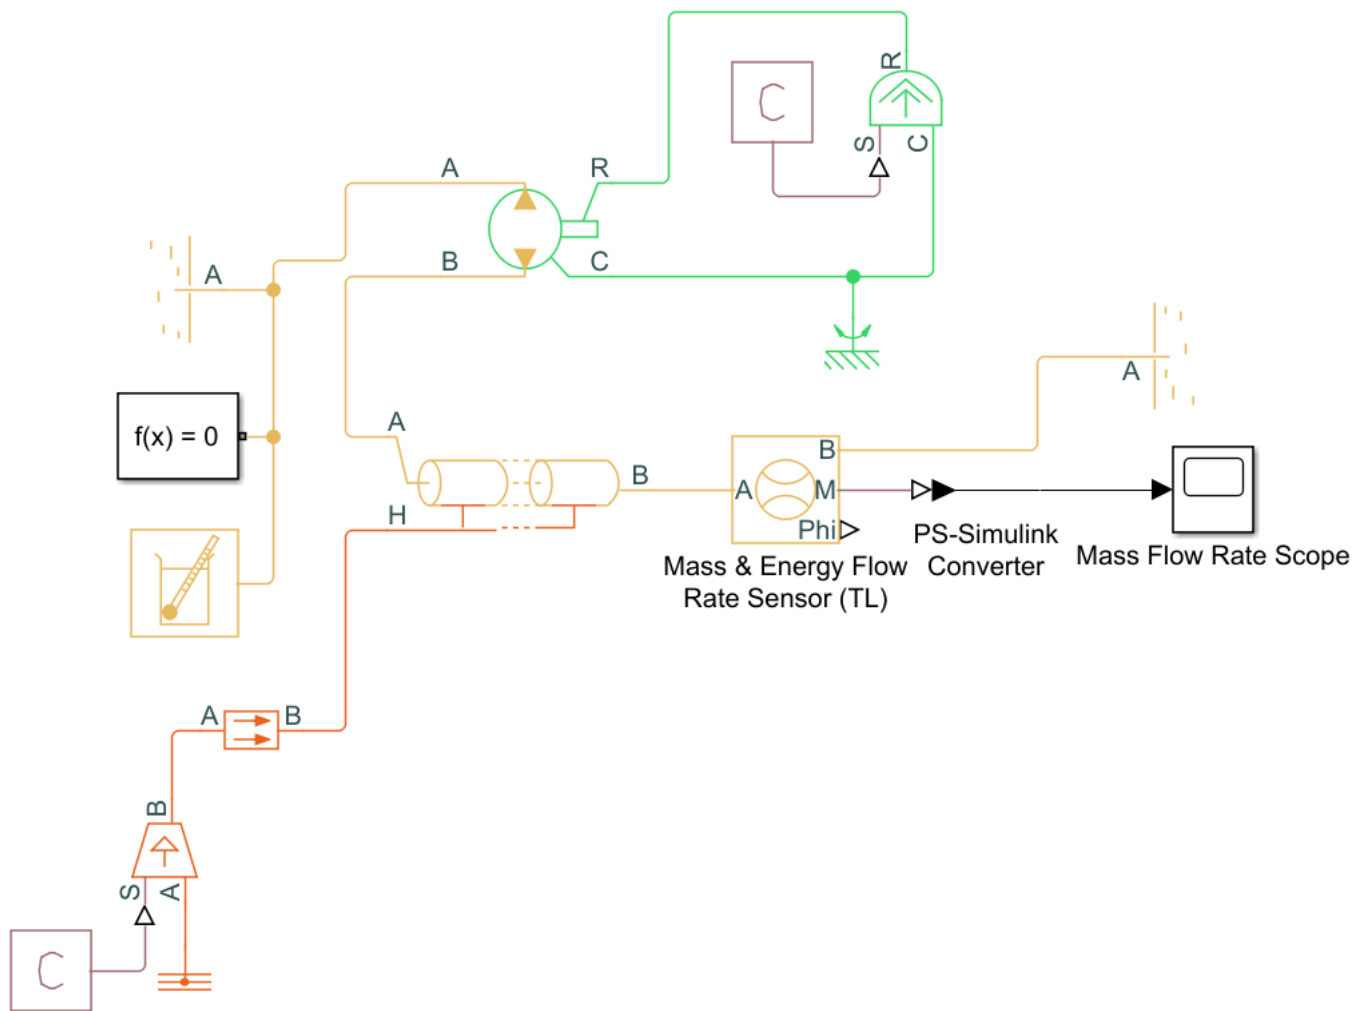 R
C
S
C
A
R
B
C
A
A
f(x) = 0
A
B
H
B
A
M
Phi
A
PS-Simulink
Converter
Mass Flow Rate Scope
Mass & Energy Flow
Rate Sensor (TL)
A
B
B
S
A
C